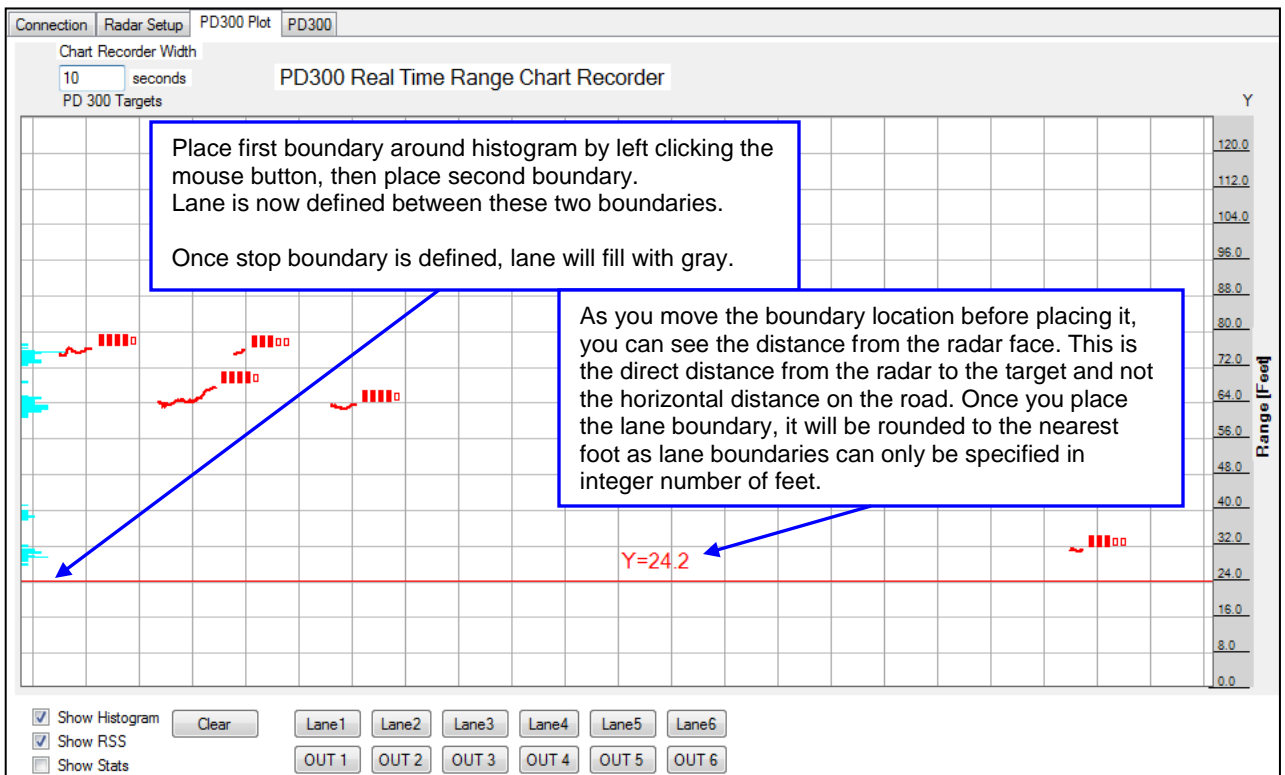 Connection Radar Setup PD300 Plot PD300
Chart Recorder Width
10 seconds
PD300 Real Time Range Chart Recorder
PD 300 Targets
Y
Place first boundary around histogram by left clicking the
mouse button, then place second boundary.
Lane is now defined between these two boundaries.
Once stop boundary is defined, lane will fill with gray.
As you move the boundary location before placing it,
you can see the distance from the radar face. This is
the direct distance from the radar to the target and not
the horizontal distance on the road. Once you place
the lane boundary, it will be rounded to the nearest
foot as lane boundaries can only be specified in
integer number of feet.
Y=24.2
120.0
112.0
104.0
96.0
88.0
80.0
72.0
64.0
56.0
48.0
40.0
32.0
24.0
16.0
8.0
0.0
Range [Feet]
Show Histogram
Show RSS
Show Stats
Clear
Lane1 Lane2 Lane3 Lane4 Lane5 Lane6
OUT 1 OUT 2 OUT 3 OUT 4 OUT 5 OUT 6